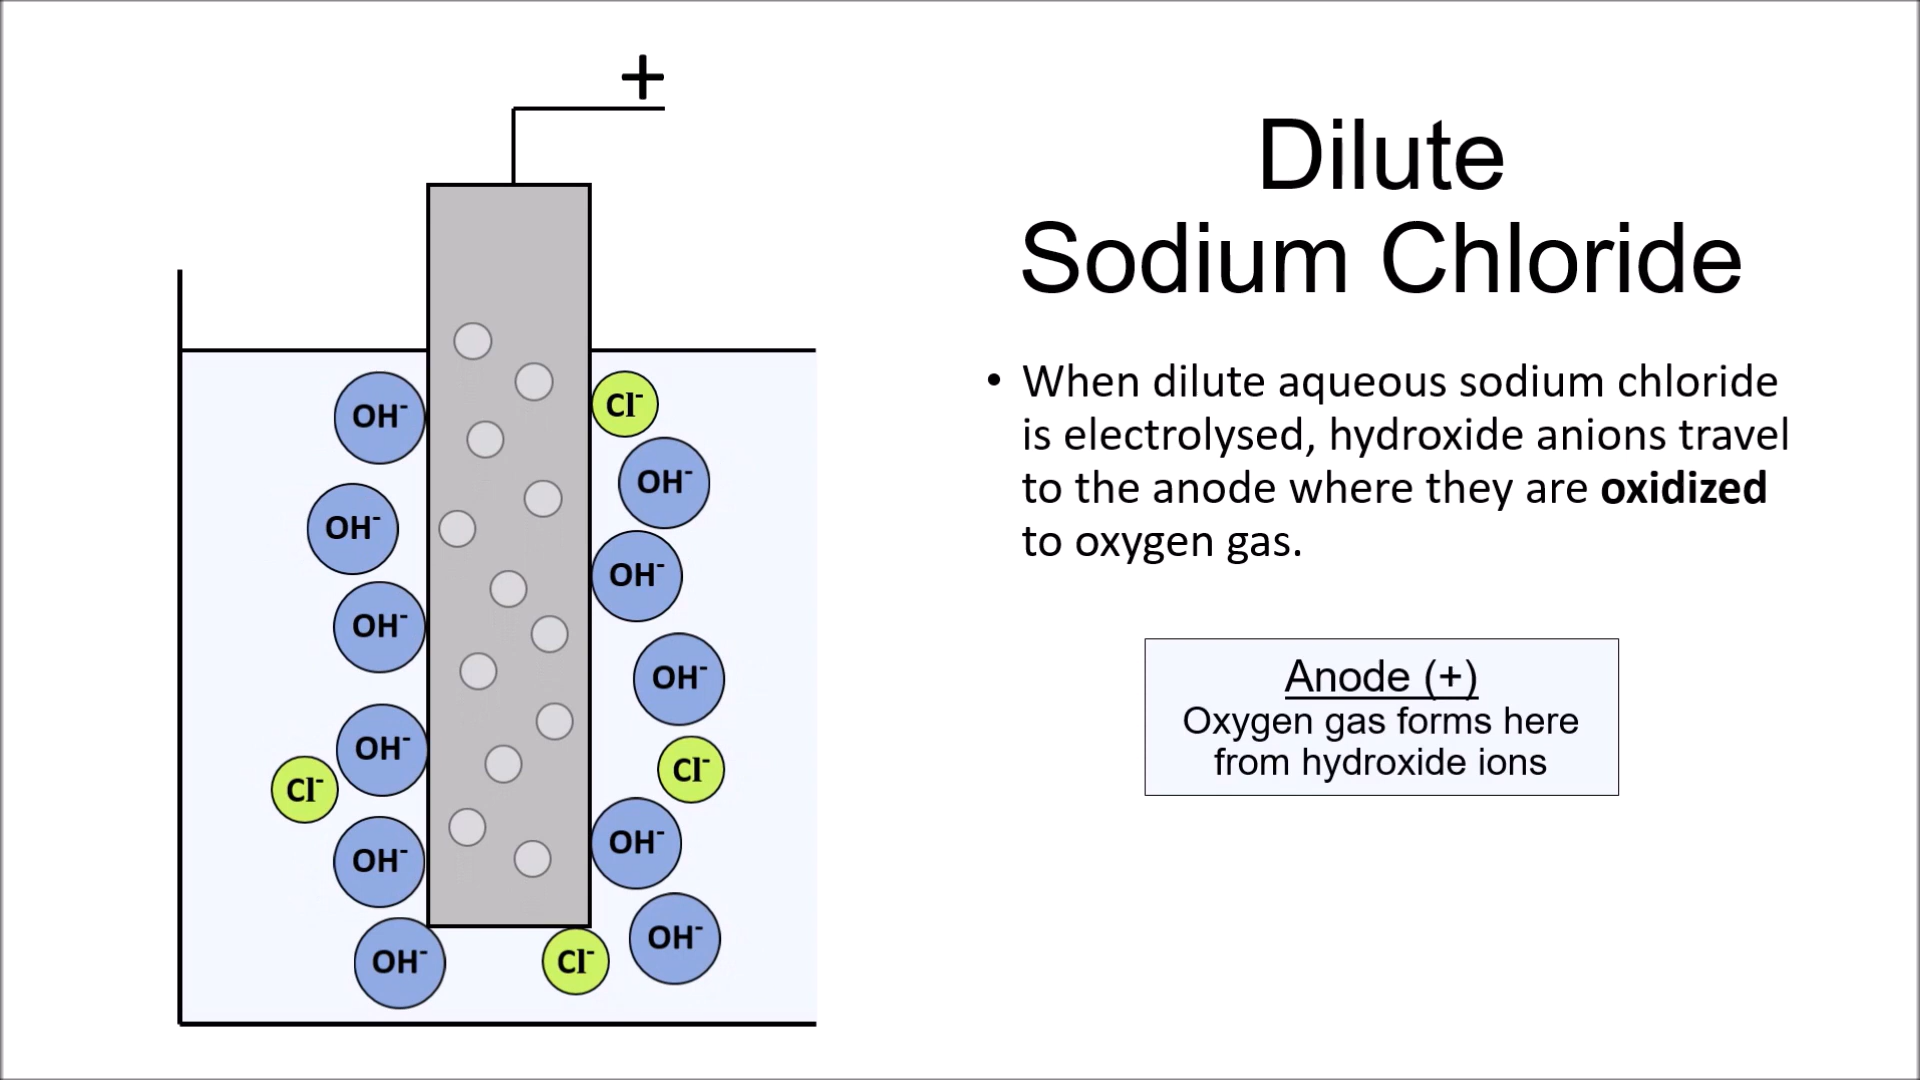 +
Dilute
Sodium Chloride
• When dilute aqueous sodium chloride
is electrolysed, hydroxide anions travel
to the anode where they are oxidized
to oxygen gas.
Anode (+)
Oxygen gas forms here
from hydroxide ions
OH⁻
Cl⁻
OH⁻
OH⁻
OH⁻
OH⁻
OH⁻
OH⁻
Cl⁻
Cl⁻
OH⁻
OH⁻
OH⁻
OH⁻
Cl⁻